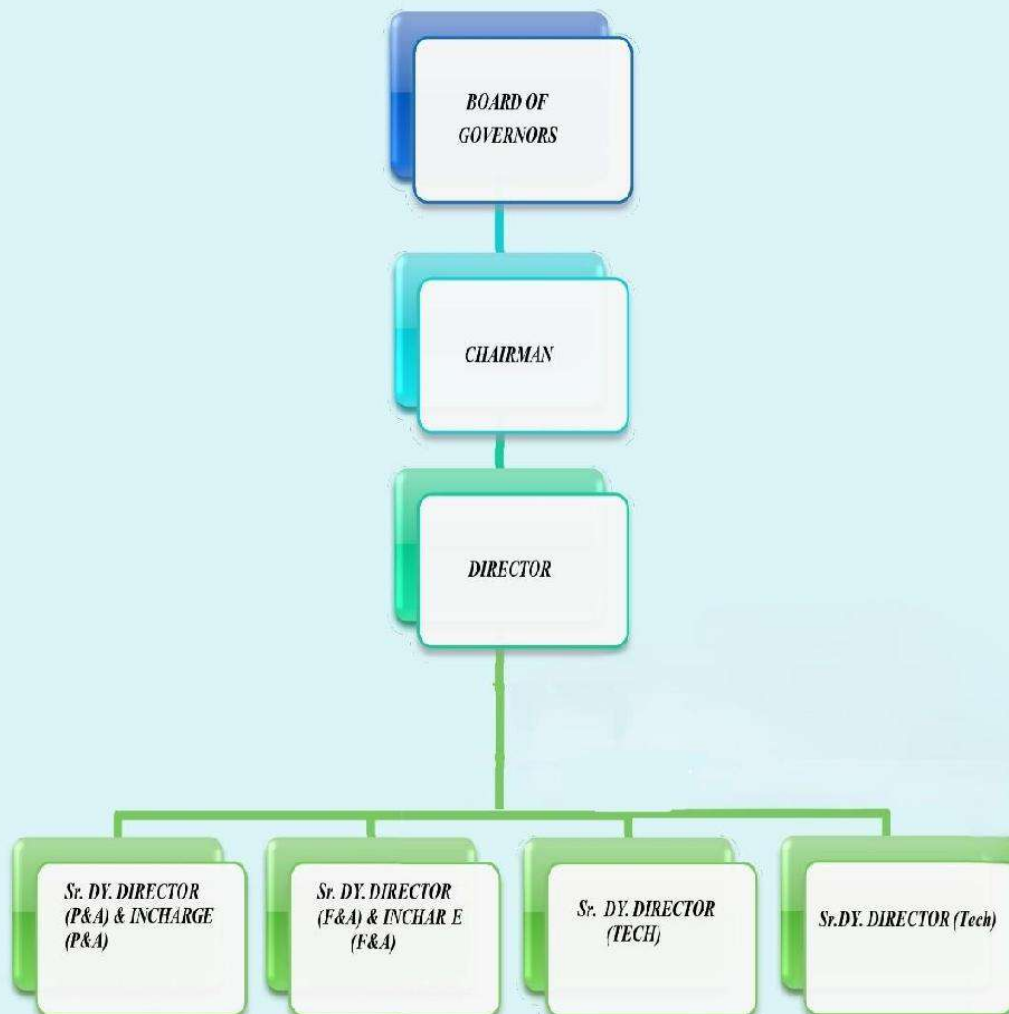 BOARD OF
GOVERNORS
CHAIRMAN
DIRECTOR
Sr. DY. DIRECTOR
(P&A) & INCHARGE
(P&A)
Sr. DY. DIRECTOR
(F&A) & INCHAR E
(F&A)
Sr. DY. DIRECTOR
(TECH)
Sr.DY. DIRECTOR (Tech)